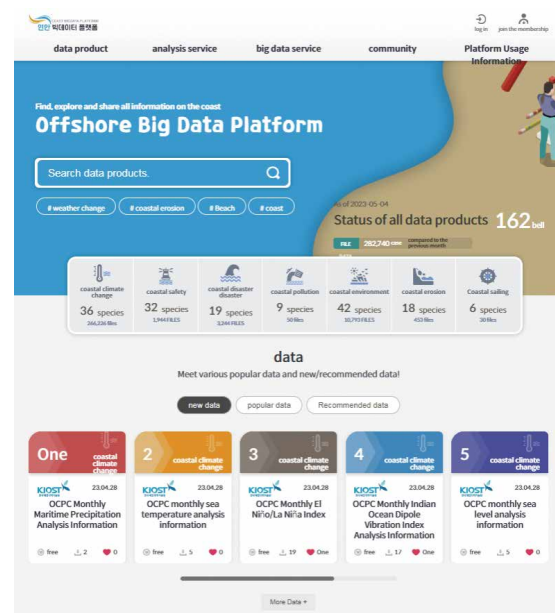 연안 빅데이터 플랫폼
log in
join the membership
data product
analysis service
big data service
community
Platform Usage
Information
Find, explore and share all information on the coast
Offshore Big Data Platform
Search data products.
# weather change
# coastal erosion
# Beach
# coast
As of 2023-05-04
Status of all data products 162 bell
FILE 282,740 case compared to the
previous month
coastal climate
change
36 species
266,226 files
coastal safety
32 species
1,944 FILES
coastal disaster
disaster
19 species
3,244 FILES
coastal pollution
9 species
50 files
coastal environment
42 species
10,793 FILES
coastal erosion
18 species
453 files
Coastal sailing
6 species
30 files
data
Meet various popular data and new/recommended data!
new data
popular data
Recommended data
One
coastal
climate
change
KIOST
23.04.28
OCPC Monthly
Maritime Precipitation
Analysis Information
free
2
0
2
coastal climate
change
KIOST
23.04.28
OCPC monthly sea
temperature analysis
information
free
5
0
3
coastal climate
change
KIOST
23.04.28
OCPC Monthly El
Niño/La Niña Index
free
19
One
4
coastal climate
change
KIOST
23.04.28
OCPC Monthly Indian
Ocean Dipole
Vibration Index
Analysis Information
free
17
One
5
coastal climate
change
KIOST
23.04.28
OCPC monthly sea
level analysis
information
free
5
0
More Data +